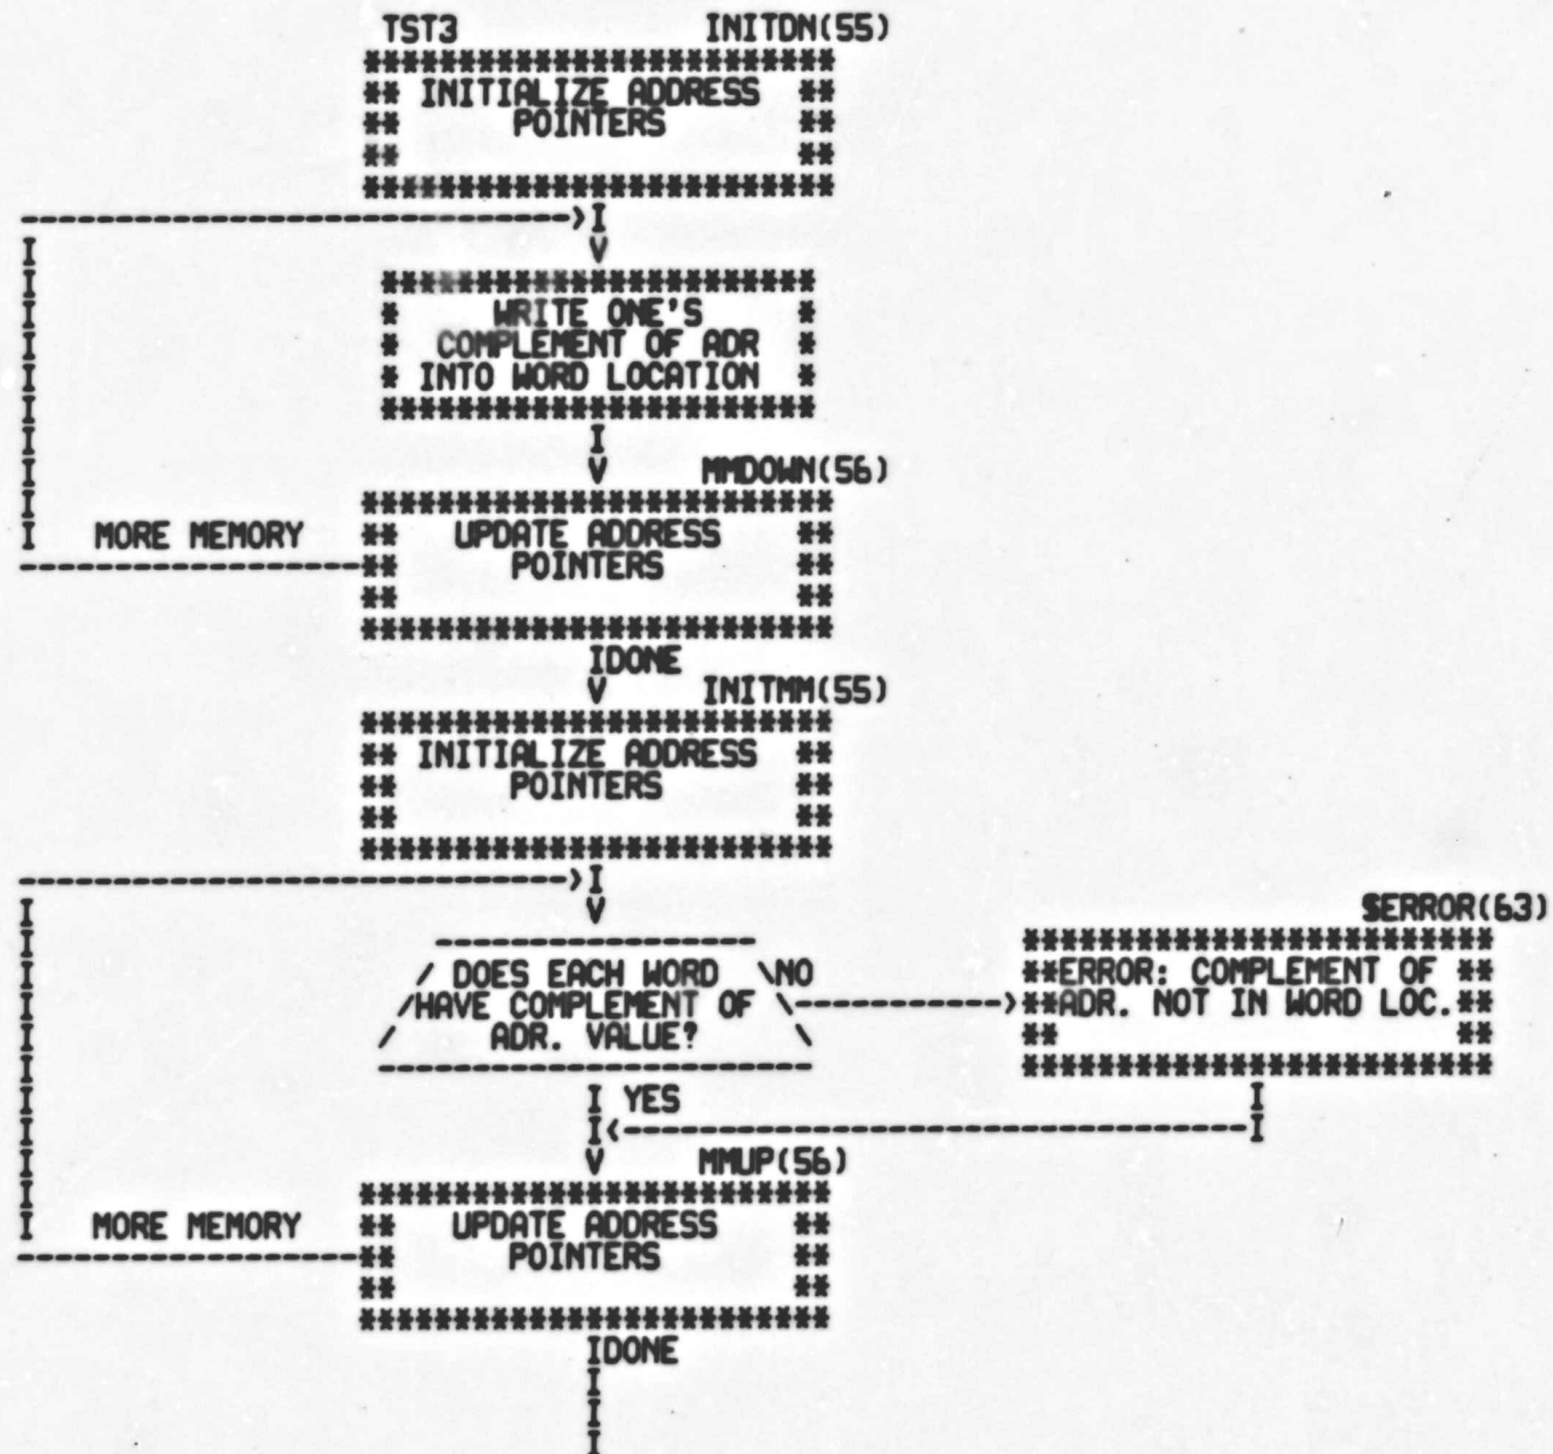 TST3 INITDN(55)
*************************
** INITIALIZE ADDRESS **
** POINTERS **
** **
*************************
------------------------------>I
I V
I ***********************
I * WRITE ONE'S *
I * COMPLEMENT OF ADR *
I * INTO WORD LOCATION *
I ***********************
I I
I V MMDOWN(56)
I *************************
I MORE MEMORY ** UPDATE ADDRESS **
------------------** POINTERS **
** **
*************************
IDONE
V INITMM(55)
*************************
** INITIALIZE ADDRESS **
** POINTERS **
** **
*************************
------------------------------>I
I V $ERROR(63)
I ----------------- *************************
I / DOES EACH WORD \NO **ERROR: COMPLEMENT OF **
I /HAVE COMPLEMENT OF \----------->**ADR. NOT IN WORD LOC.**
I / ADR. VALUE? \ ** **
I ----------------------- *************************
I I YES I
I I<---------------------------------I
I V MMUP(56)
I *************************
I MORE MEMORY ** UPDATE ADDRESS **
------------------** POINTERS **
** **
*************************
IDONE
I
I
I